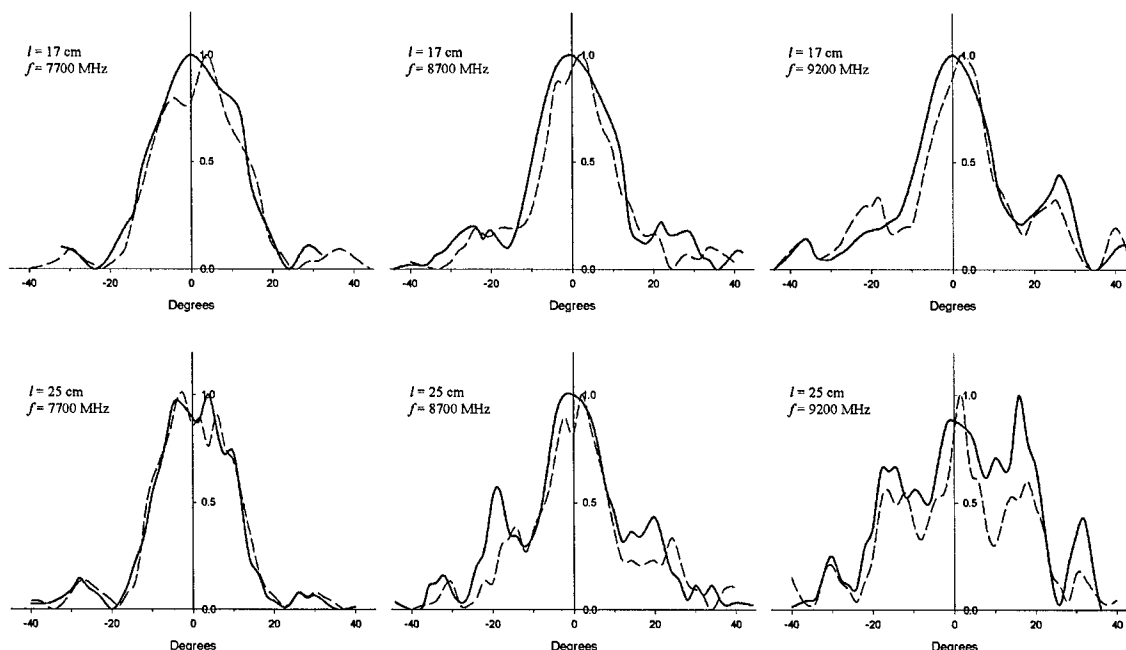 l = 17 cm
f = 7700 MHz
1.0
0.5
0.0
-40 -20 0 20 40
Degrees
l = 17 cm
f = 8700 MHz
1.0
0.5
0.0
-40 -20 0 20 40
Degrees
l = 17 cm
f = 9200 MHz
1.0
0.5
0.0
-40 -20 0 20 40
Degrees
l = 25 cm
f = 7700 MHz
1.0
0.5
0.0
-40 -20 0 20 40
Degrees
l = 25 cm
f = 8700 MHz
1.0
0.5
0.0
-40 -20 0 20 40
Degrees
l = 25 cm
f = 9200 MHz
1.0
0.5
0.0
-40 -20 0 20 40
Degrees